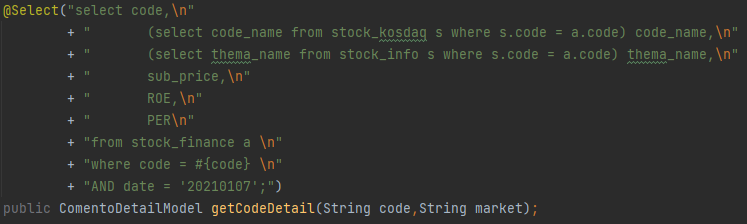 @Select("select code,\n"
        + "       (select code_name from stock_kosdaq s where s.code = a.code) code_name,\n"
        + "       (select thema_name from stock_info s where s.code = a.code) thema_name,\n"
        + "       sub_price,\n"
        + "       ROE,\n"
        + "       PER\n"
        + "from stock_finance a \n"
        + "where code = #{code} \n"
        + "AND date = '20210107';")
public ComentoDetailModel getCodeDetail(String code,String market);